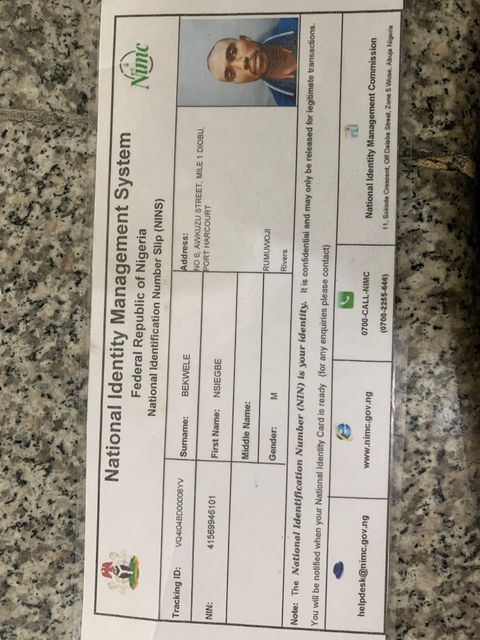 National Identity Management System
Federal Republic of Nigeria
National Identification Number Slip (NINS)
Nimc
Tracking ID: VQ4I04BD00008YV
Surname: BEKWELE
Address:
NO 6, AWKUZU STREET, MILE 1 DIOBU,
PORT HARCOURT
NIN: 41569946101
First Name: NSIEGBE
Middle Name:
RUMUWOJI
Gender: M
Rivers
Note: The National Identification Number (NIN) is your identity. It is confidential and may only be released for legitimate transactions.
You will be notified when your National Identity Card is ready (for any enquiries please contact)
helpdesk@nimc.gov.ng
www.nimc.gov.ng
0700-CALL-NIMC
(0700-2255-646)
National Identity Management Commission
11, Sokode Crescent, Off Dalaba Street, Zone 5 Wuse, Abuja Nigeria